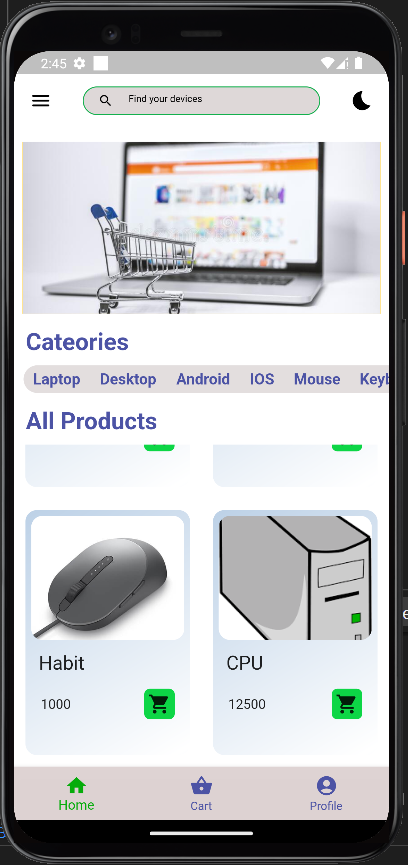 2:45
Find your devices
Cateories
Laptop Desktop Android IOS Mouse Keyb
All Products
Habit
CPU
1000
12500
Home
Cart
Profile